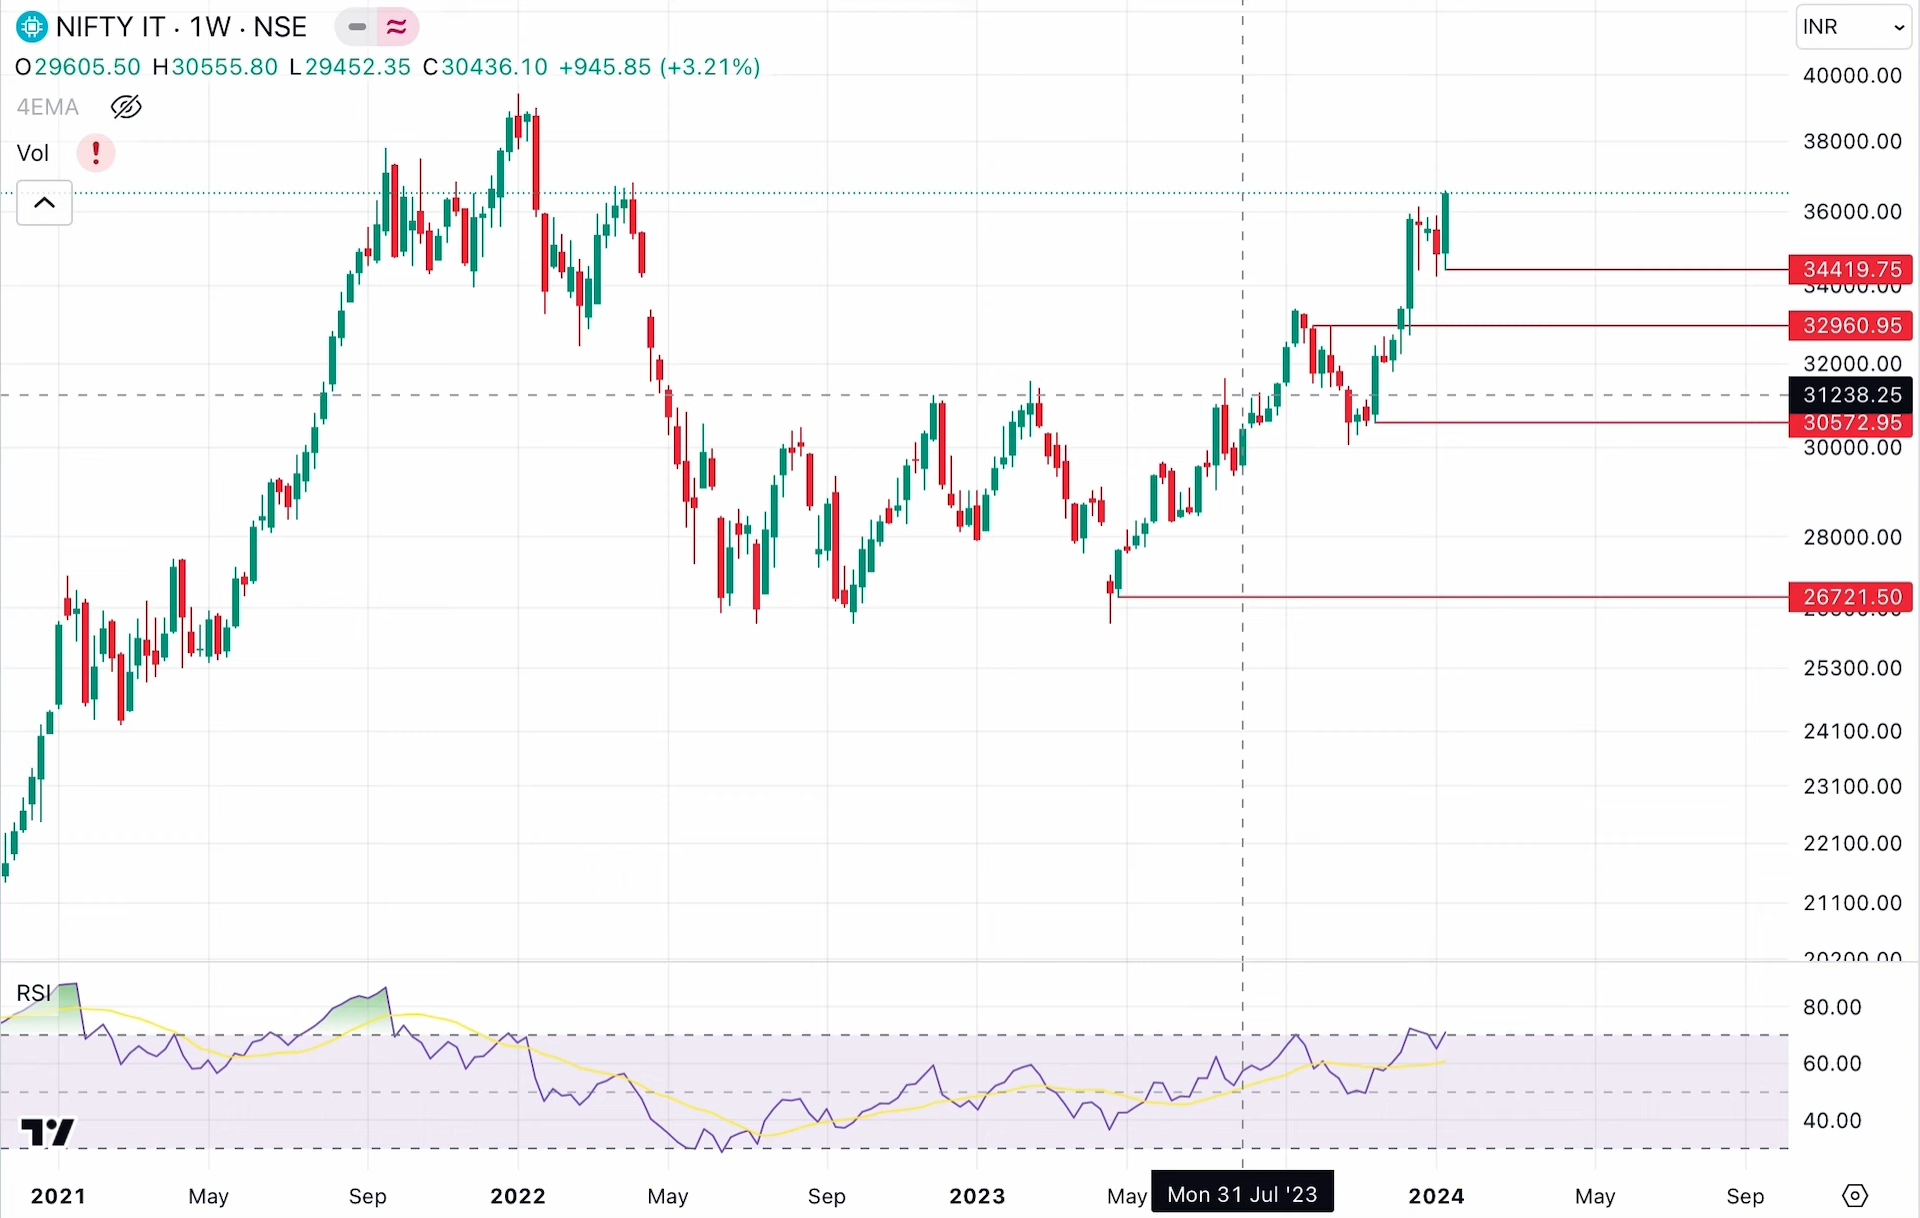 NIFTY IT · 1W · NSE
INR
O29605.50 H30555.80 L29452.35 C30436.10 +945.85 (+3.21%)
4EMA
Vol
40000.00
38000.00
36000.00
34419.75
32960.95
32000.00
31238.25
30572.95
30000.00
28000.00
26721.50
25300.00
24100.00
23100.00
22100.00
21100.00
RSI
80.00
60.00
40.00
2021 May Sep 2022 May Sep 2023 May Mon 31 Jul '23 2024 May Sep